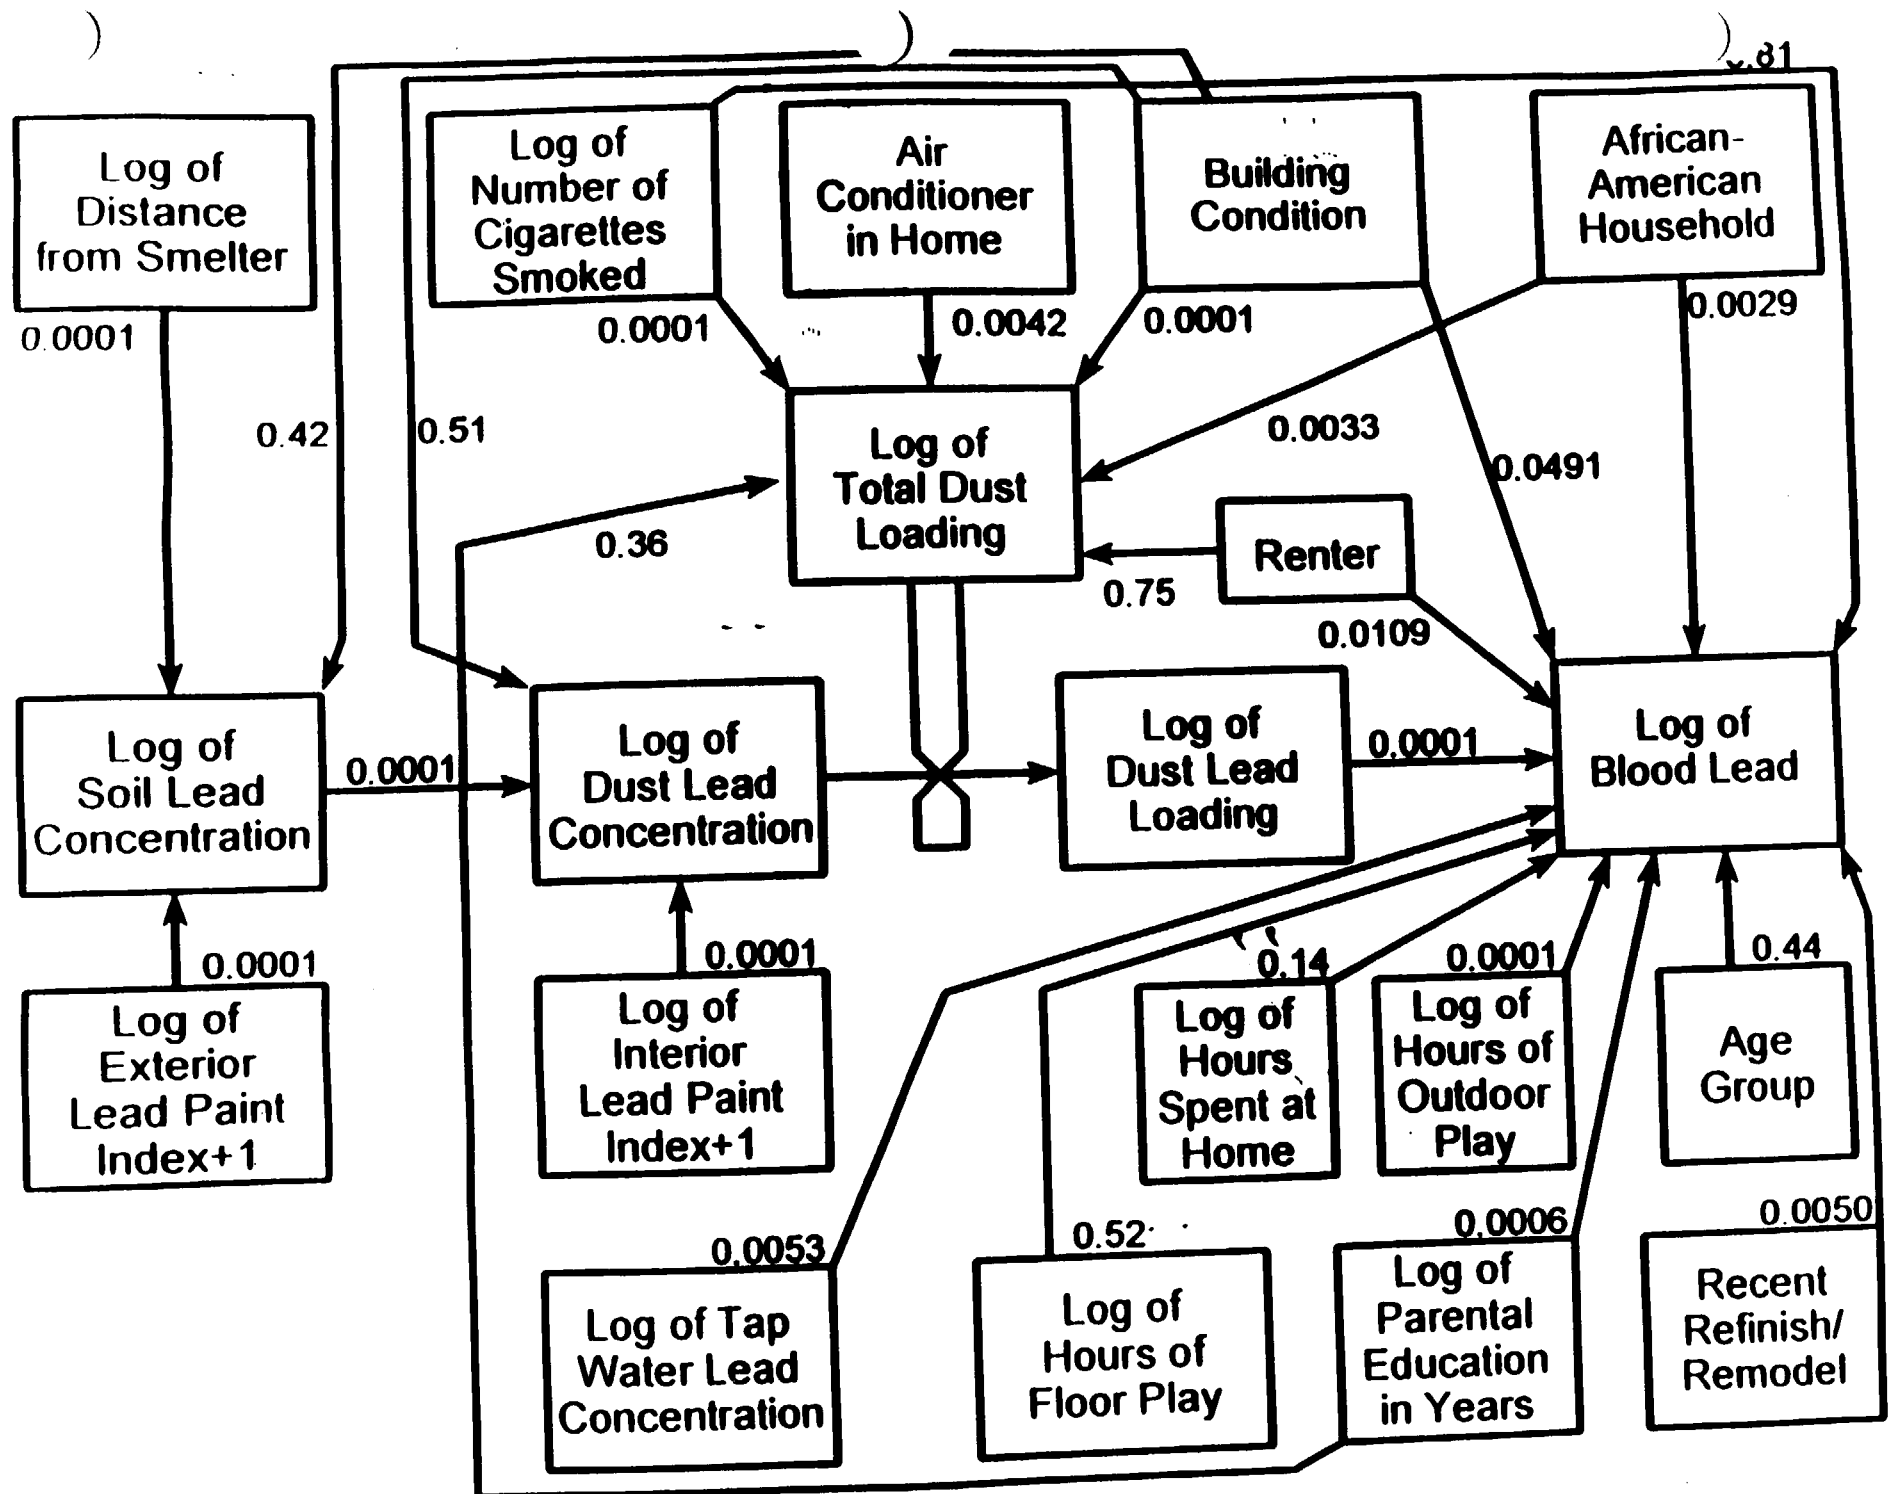 .81
Log of
Distance
from Smelter
0.0001
Log of
Number of
Cigarettes
Smoked
0.0001
Air
Conditioner
in Home
0.0042
Building
Condition
0.0001
African-
American
Household
0.0029
0.42
0.51
0.36
Log of
Total Dust
Loading
0.0033
0.0491
Renter
0.75
0.0109
Log of
Soil Lead
Concentration
0.0001
Log of
Dust Lead
Concentration
Log of
Dust Lead
Loading
0.0001
Log of
Blood Lead
0.0001
Log of
Exterior
Lead Paint
Index+1
0.0001
Log of
Interior
Lead Paint
Index+1
0.14
Log of
Hours
Spent at
Home
0.0001
Log of
Hours of
Outdoor
Play
0.44
Age
Group
0.0053
Log of Tap
Water Lead
Concentration
0.52
Log of
Hours of
Floor Play
0.0006
Log of
Parental
Education
in Years
0.0050
Recent
Refinish/
Remodel